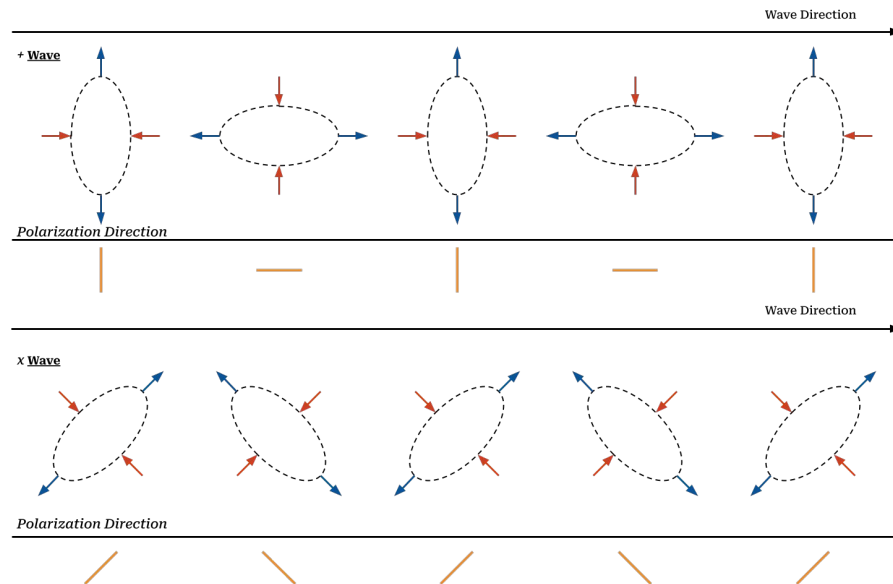 Wave Direction
+ Wave
Polarization Direction
Wave Direction
x Wave
Polarization Direction